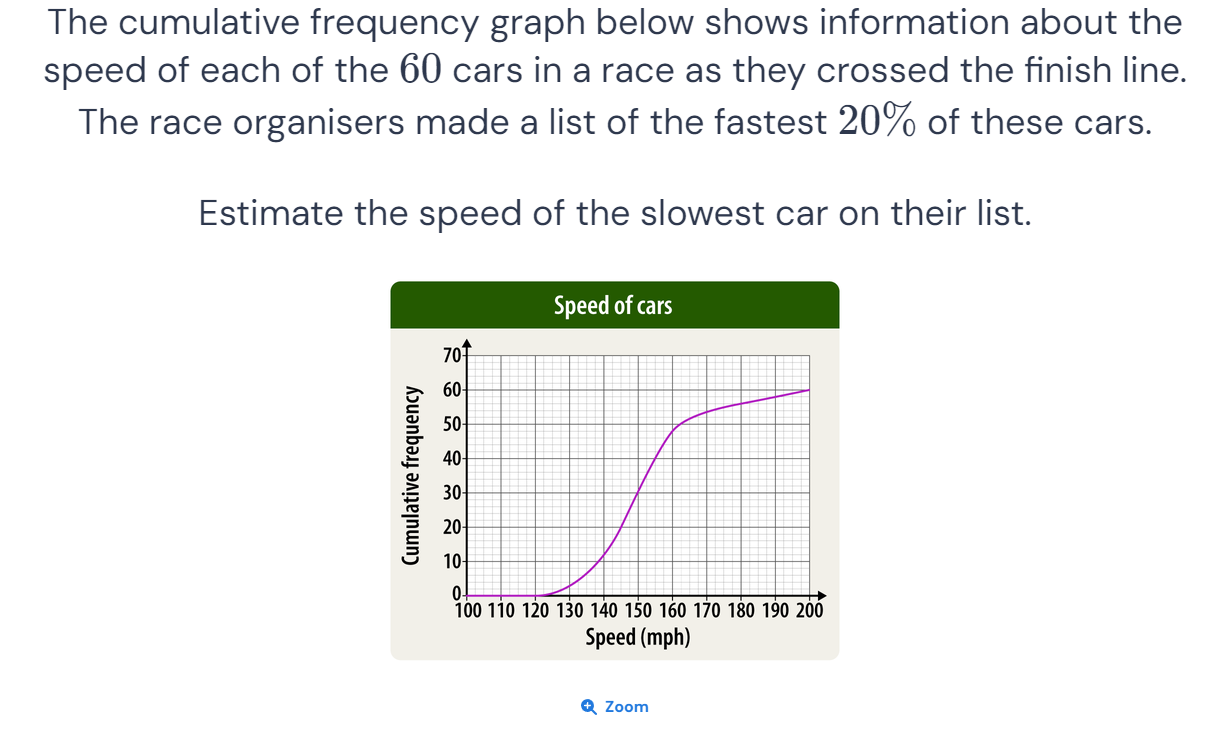 The cumulative frequency graph below shows information about the
speed of each of the 60 cars in a race as they crossed the finish line.
The race organisers made a list of the fastest 20% of these cars.
Estimate the speed of the slowest car on their list.
Speed of cars
Cumulative frequency
70
60
50
40
30
20
10
0
100 110 120 130 140 150 160 170 180 190 200
Speed (mph)
Zoom